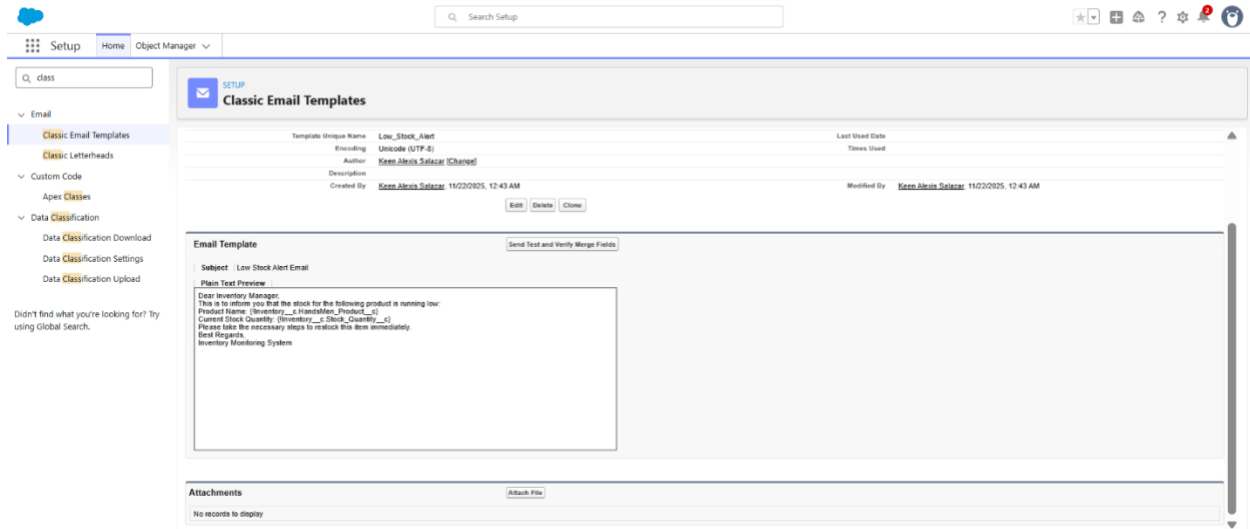 Search Setup
2
Setup
Home
Object Manager
class
Email
Classic Email Templates
Classic Letterheads
Custom Code
Apex Classes
Data Classification
Data Classification Download
Data Classification Settings
Data Classification Upload
Didn't find what you're looking for? Try
using Global Search.
SETUP
Classic Email Templates
Template Unique Name Low_Stock_Alert Last Used Date
Encoding Unicode (UTF-8) Times Used
Author Keen Alexis Salazar [Change]
Description
Created By Keen Alexis Salazar, 11/22/2025, 12:43 AM Modified By Keen Alexis Salazar, 11/22/2025, 12:43 AM
Edit Delete Clone
Email Template Send Test and Verify Merge Fields
Subject Low Stock Alert Email
Plain Text Preview
Dear Inventory Manager,
This is to inform you that the stock for the following product is running low:
Product Name: {!Inventory__c.HandsMen_Product__c}
Current Stock Quantity: {!Inventory__c.Stock_Quantity__c}
Please take the necessary steps to restock this item immediately.
Best Regards,
Inventory Monitoring System
Attachments Attach File
No records to display